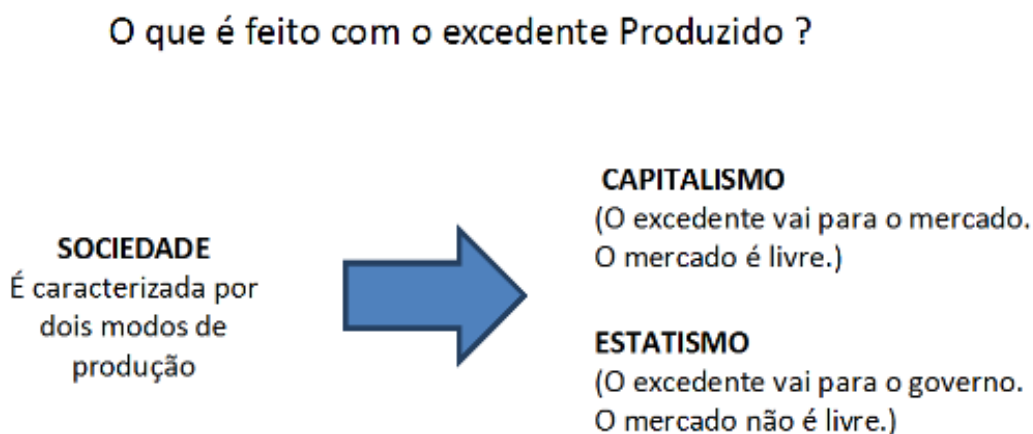 O que é feito com o excedente Produzido ?
SOCIEDADE
É caracterizada por
dois modos de
produção
CAPITALISMO
(O excedente vai para o mercado.
O mercado é livre.)
ESTATISMO
(O excedente vai para o governo.
O mercado não é livre.)